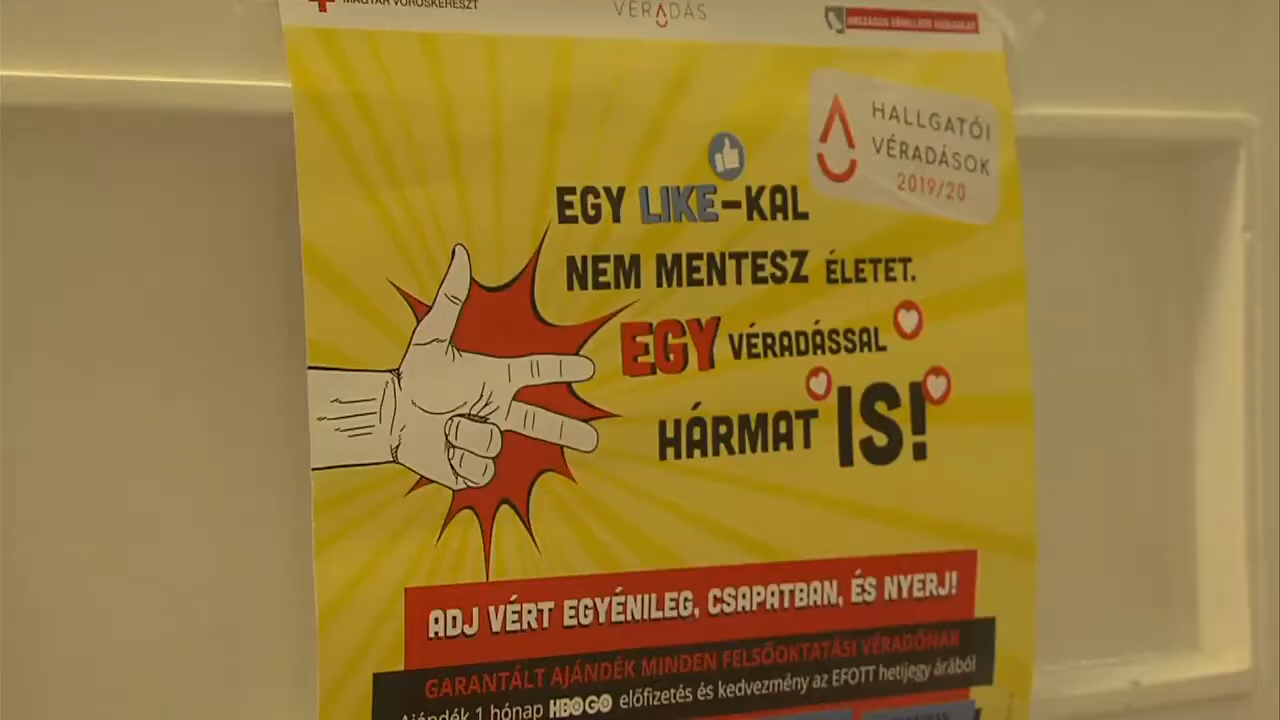 MAGYAR VÖRÖSKERESZT
VÉRADÁS
HALLGATÓI
VÉRADÁSOK
2019/20
EGY LIKE-KAL
NEM MENTESZ ÉLETET.
EGY VÉRADÁSSAL
HÁRMAT IS!
ADJ VÉRT EGYÉNILEG, CSAPATBAN, ÉS NYERJ!
GARANTÁLT AJÁNDÉK MINDEN FELSŐOKTATÁSI VÉRADÓNAK
Ajándék 1 hónap HBO GO előfizetés és kedvezmény az EFOTT hetijegy árából